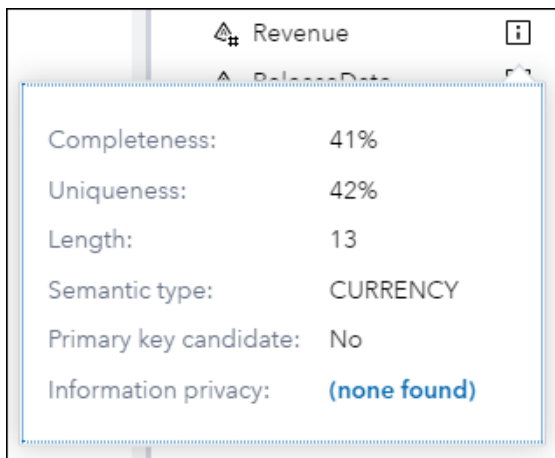 Revenue
Completeness: 41%
Uniqueness: 42%
Length: 13
Semantic type: CURRENCY
Primary key candidate: No
Information privacy: (none found)